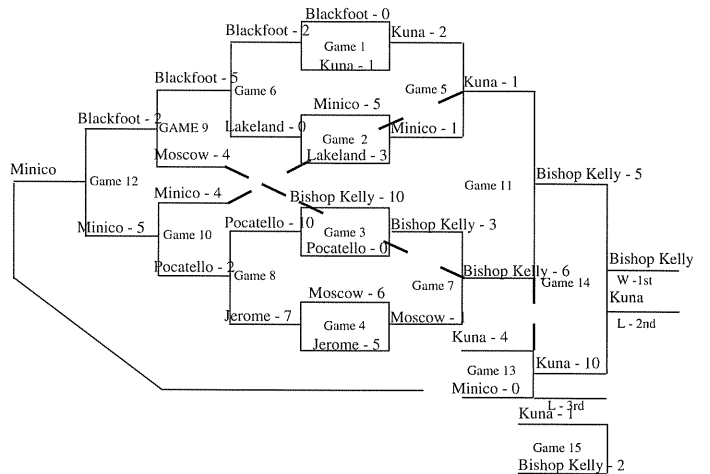 Blackfoot - 0
Blackfoot - 2
Kuna - 2
Game 1
Kuna - 1
Blackfoot - 5
Game 6
Game 5
Kuna - 1
Minico - 5
Blackfoot - 2
GAME 9
Lakeland - 0
Game 2
Minico - 1
Lakeland - 3
Moscow - 4
Minico
Game 12
Game 11
Bishop Kelly - 5
Minico - 4
Bishop Kelly - 10
Minico - 5
Game 10
Pocatello - 10
Game 3
Bishop Kelly - 3
Pocatello - 0
Bishop Kelly
Pocatello - 2
Game 8
Game 7
Bishop Kelly - 6
Game 14
W -1st
Kuna
Moscow - 6
Jerome - 7
Game 4
Moscow - 1
L - 2nd
Jerome - 5
Kuna - 4
Game 13
Kuna - 10
Minico - 0
L - 3rd
Kuna - 1
Game 15
Bishop Kelly - 2